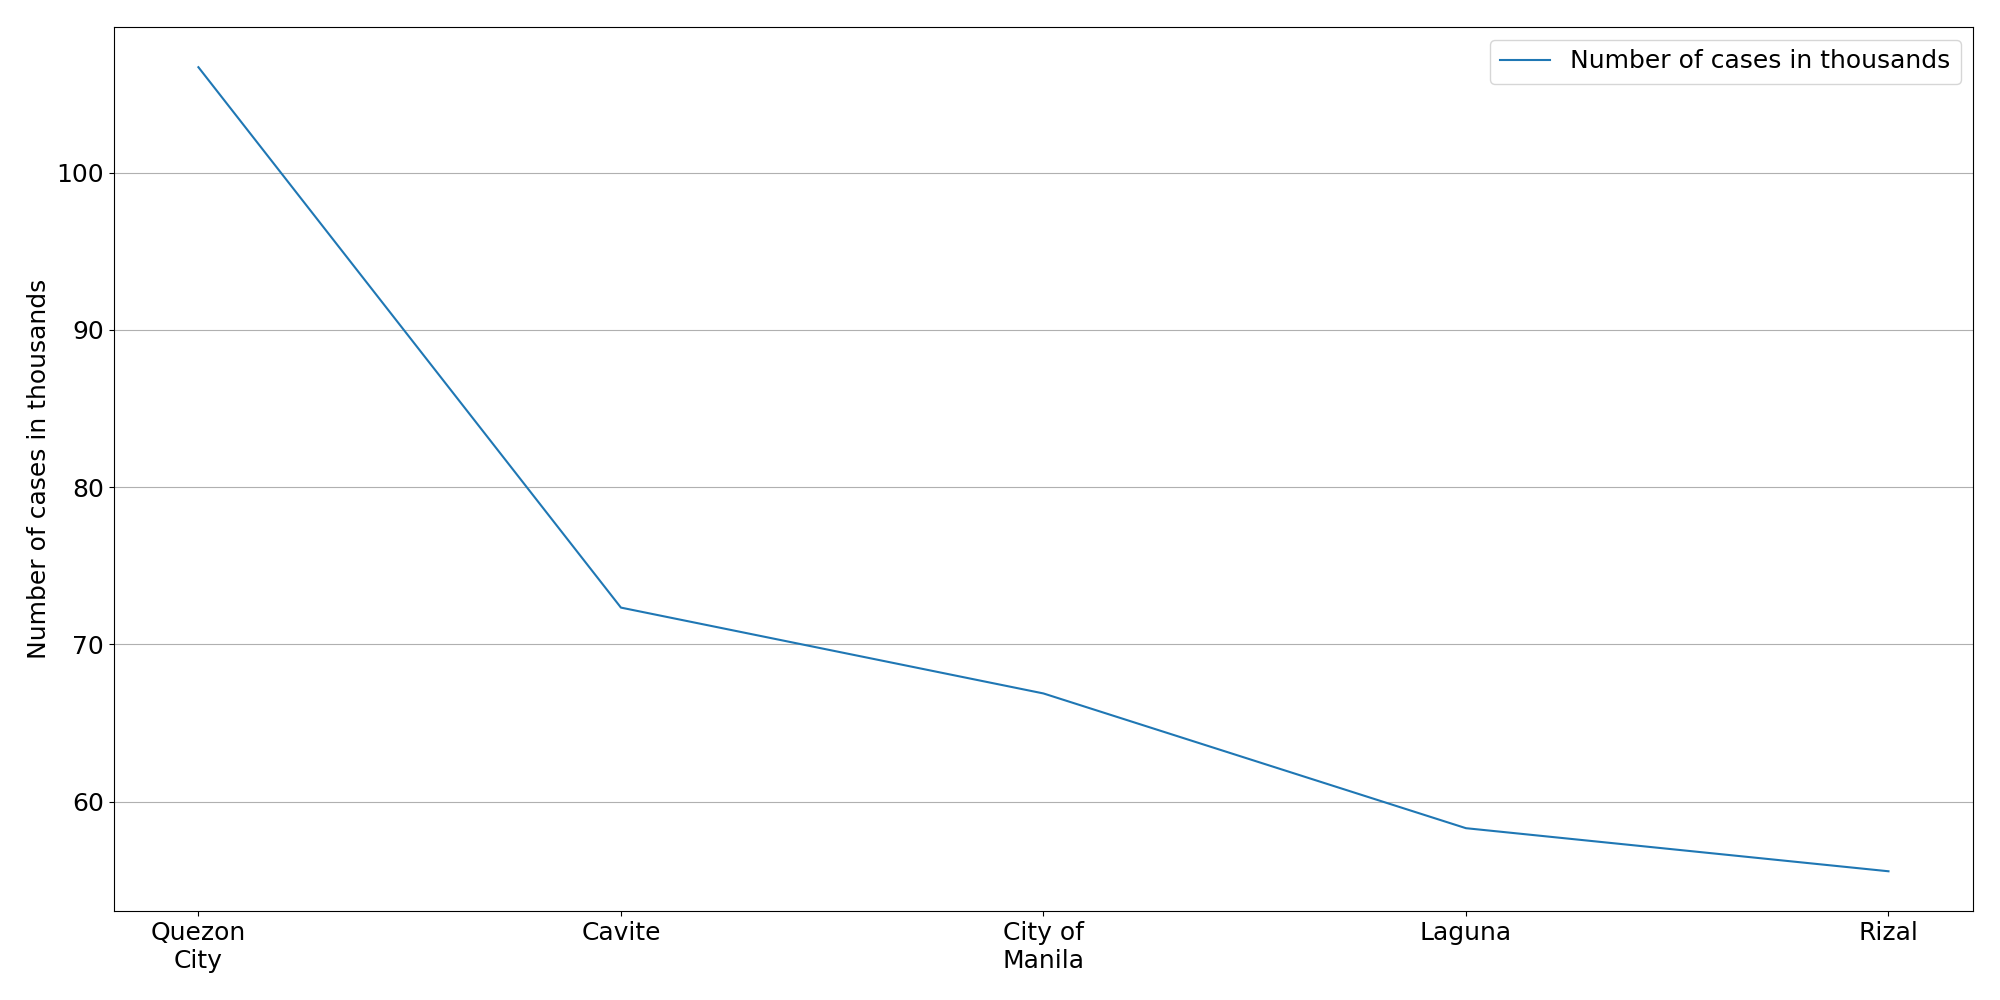 Number of cases in thousands
Number of cases in thousands
100
90
80
70
60
Quezon
City
Cavite
City of
Manila
Laguna
Rizal